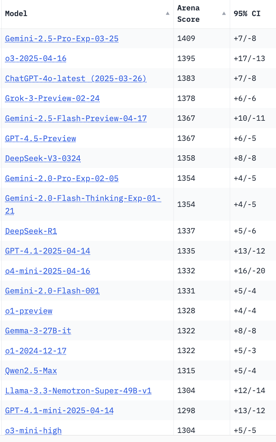 Model ▲ Arena Score ▲ 95% CI
Gemini-2.5-Pro-Exp-03-25 1409 +7/-8
o3-2025-04-16 1395 +17/-13
ChatGPT-4o-latest (2025-03-26) 1383 +7/-8
Grok-3-Preview-02-24 1378 +6/-6
Gemini-2.5-Flash-Preview-04-17 1367 +10/-11
GPT-4.5-Preview 1367 +6/-5
DeepSeek-V3-0324 1358 +8/-8
Gemini-2.0-Pro-Exp-02-05 1354 +4/-5
Gemini-2.0-Flash-Thinking-Exp-01-
21 1354 +4/-5
DeepSeek-R1 1337 +5/-6
GPT-4.1-2025-04-14 1335 +13/-12
o4-mini-2025-04-16 1332 +16/-20
Gemini-2.0-Flash-001 1331 +5/-4
o1-preview 1328 +4/-4
Gemma-3-27B-it 1322 +8/-8
o1-2024-12-17 1322 +5/-3
Qwen2.5-Max 1315 +5/-4
Llama-3.3-Nemotron-Super-49B-v1 1304 +12/-14
GPT-4.1-mini-2025-04-14 1298 +13/-12
o3-mini-high 1304 +5/-5